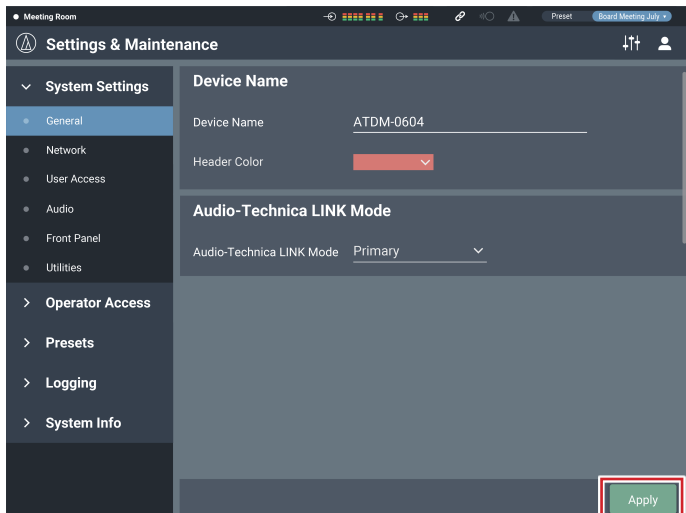 Meeting Room
Preset
Board Meeting July
Settings & Maintenance
System Settings
General
Network
User Access
Audio
Front Panel
Utilities
Operator Access
Presets
Logging
System Info
Device Name
Device Name ATDM-0604
Header Color
Audio-Technica LINK Mode
Audio-Technica LINK Mode Primary
Apply